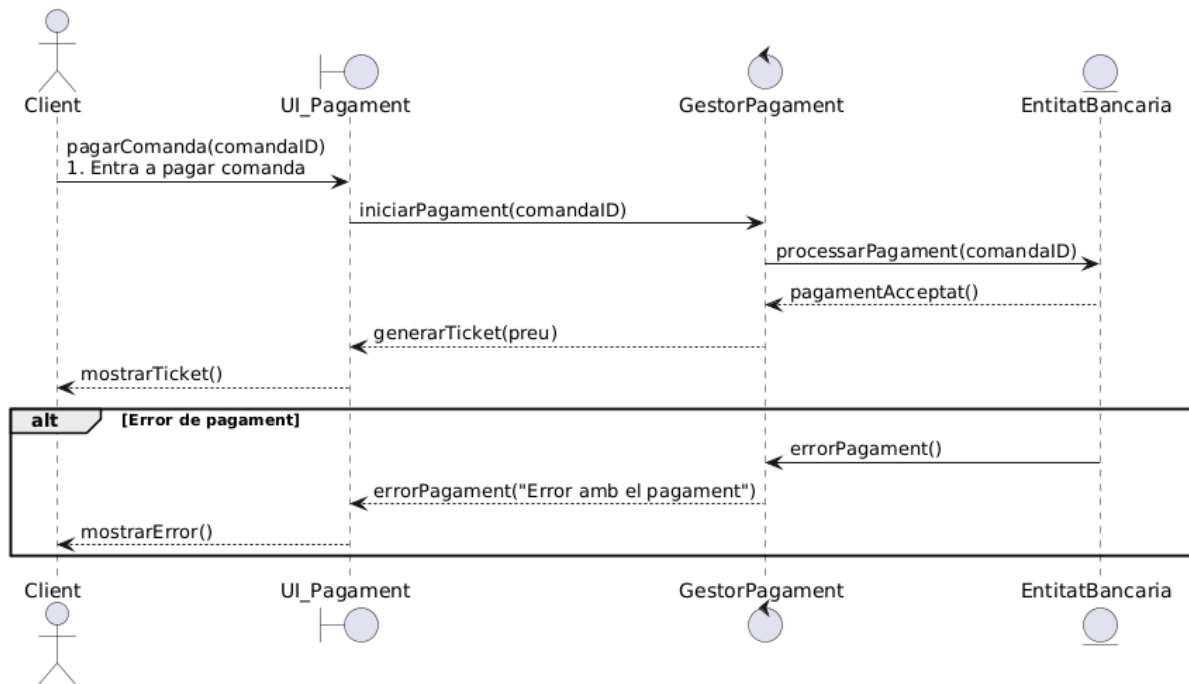 Client
UI_Pagament
GestorPagament
EntitatBancaria
pagarComanda(comandaID)
1. Entra a pagar comanda
iniciarPagament(comandaID)
processarPagament(comandaID)
pagamentAcceptat()
generarTicket(preu)
mostrarTicket()
alt
[Error de pagament]
errorPagament()
errorPagament("Error amb el pagament")
mostrarError()
Client
UI_Pagament
GestorPagament
EntitatBancaria